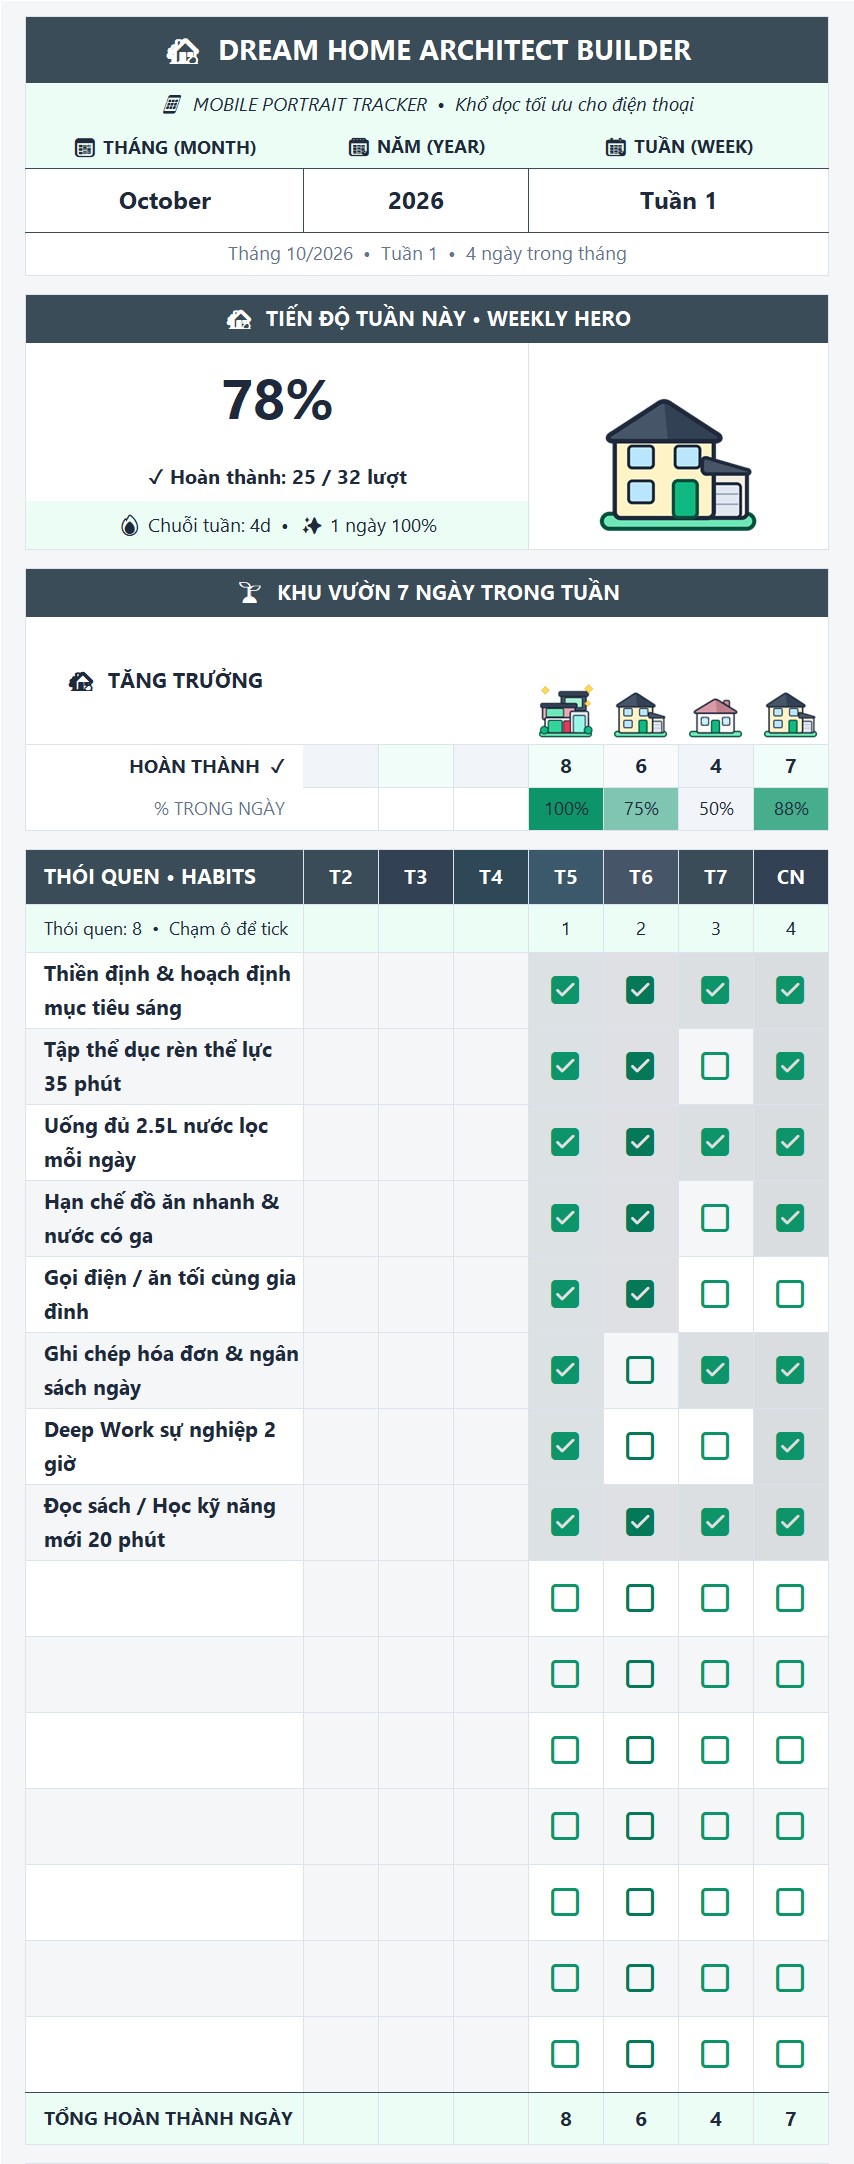 DREAM HOME ARCHITECT BUILDER
MOBILE PORTRAIT TRACKER • Khổ dọc tối ưu cho điện thoại
THÁNG (MONTH) NĂM (YEAR) TUẦN (WEEK)
October 2026 Tuần 1
Tháng 10/2026 • Tuần 1 • 4 ngày trong tháng
TIẾN ĐỘ TUẦN NÀY • WEEKLY HERO
78%
✓ Hoàn thành: 25 / 32 lượt
Chuỗi tuần: 4d • 1 ngày 100%
KHU VƯỜN 7 NGÀY TRONG TUẦN
TĂNG TRƯỞNG
HOÀN THÀNH ✓ 8 6 4 7
% TRONG NGÀY 100% 75% 50% 88%
THÓI QUEN • HABITS T2 T3 T4 T5 T6 T7 CN
Thói quen: 8 • Chạm ô để tick 1 2 3 4
Thiền định & hoạch định
mục tiêu sáng
Tập thể dục rèn thể lực
35 phút
Uống đủ 2.5L nước lọc
mỗi ngày
Hạn chế đồ ăn nhanh &
nước có ga
Gọi điện / ăn tối cùng gia
đình
Ghi chép hóa đơn & ngân
sách ngày
Deep Work sự nghiệp 2
giờ
Đọc sách / Học kỹ năng
mới 20 phút
TỔNG HOÀN THÀNH NGÀY 8 6 4 7